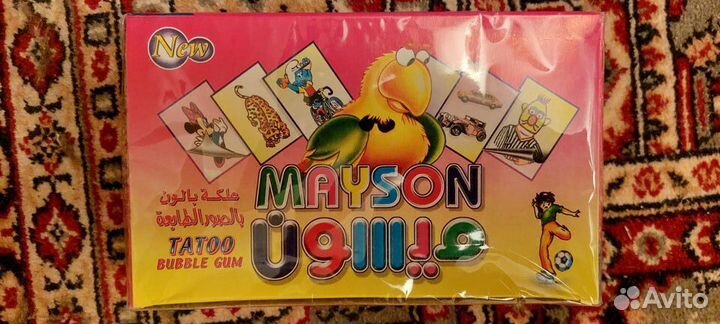 New
MAYSON
ميسون
علكة بالون
بالصور الطابعة
TATOO
BUBBLE GUM
Avito